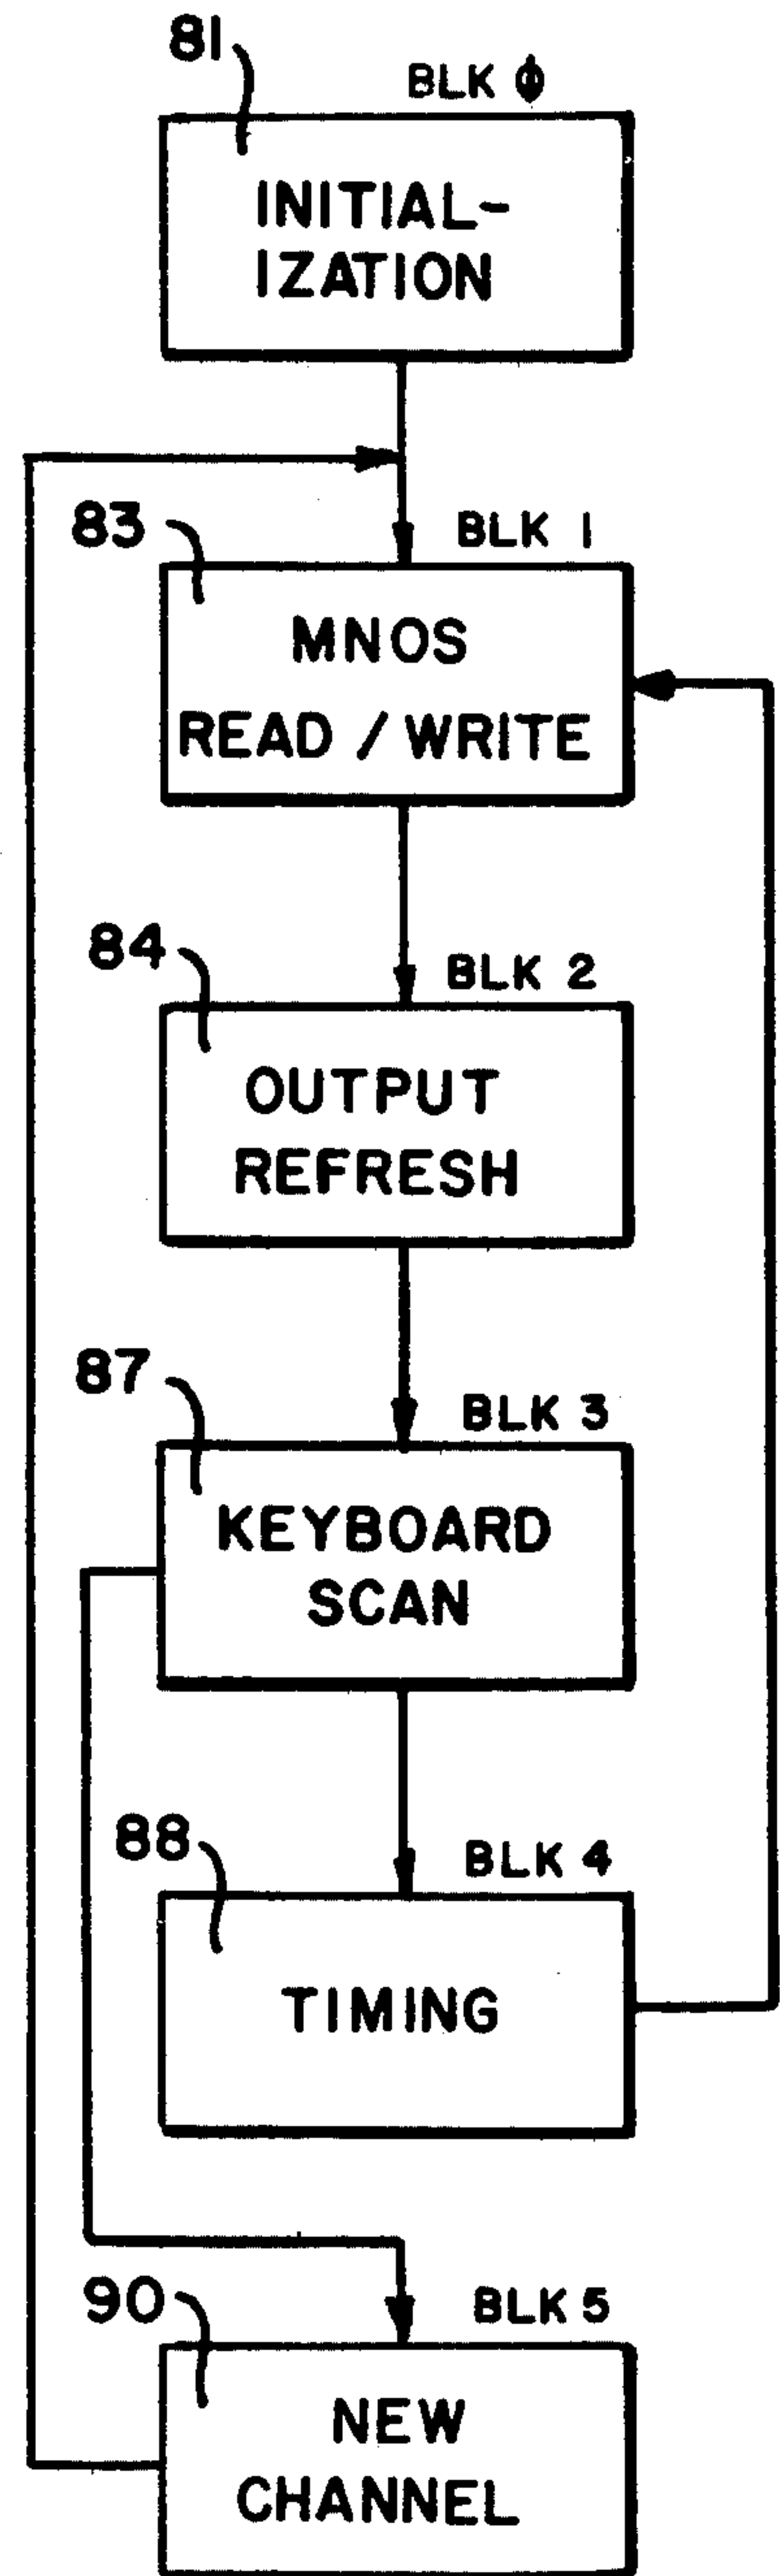 81
BLK ϕ
INITIAL-
IZATION
83
BLK 1
MNOS
READ / WRITE
84
BLK 2
OUTPUT
REFRESH
87
BLK 3
KEYBOARD
SCAN
88
BLK 4
TIMING
90
BLK 5
NEW
CHANNEL